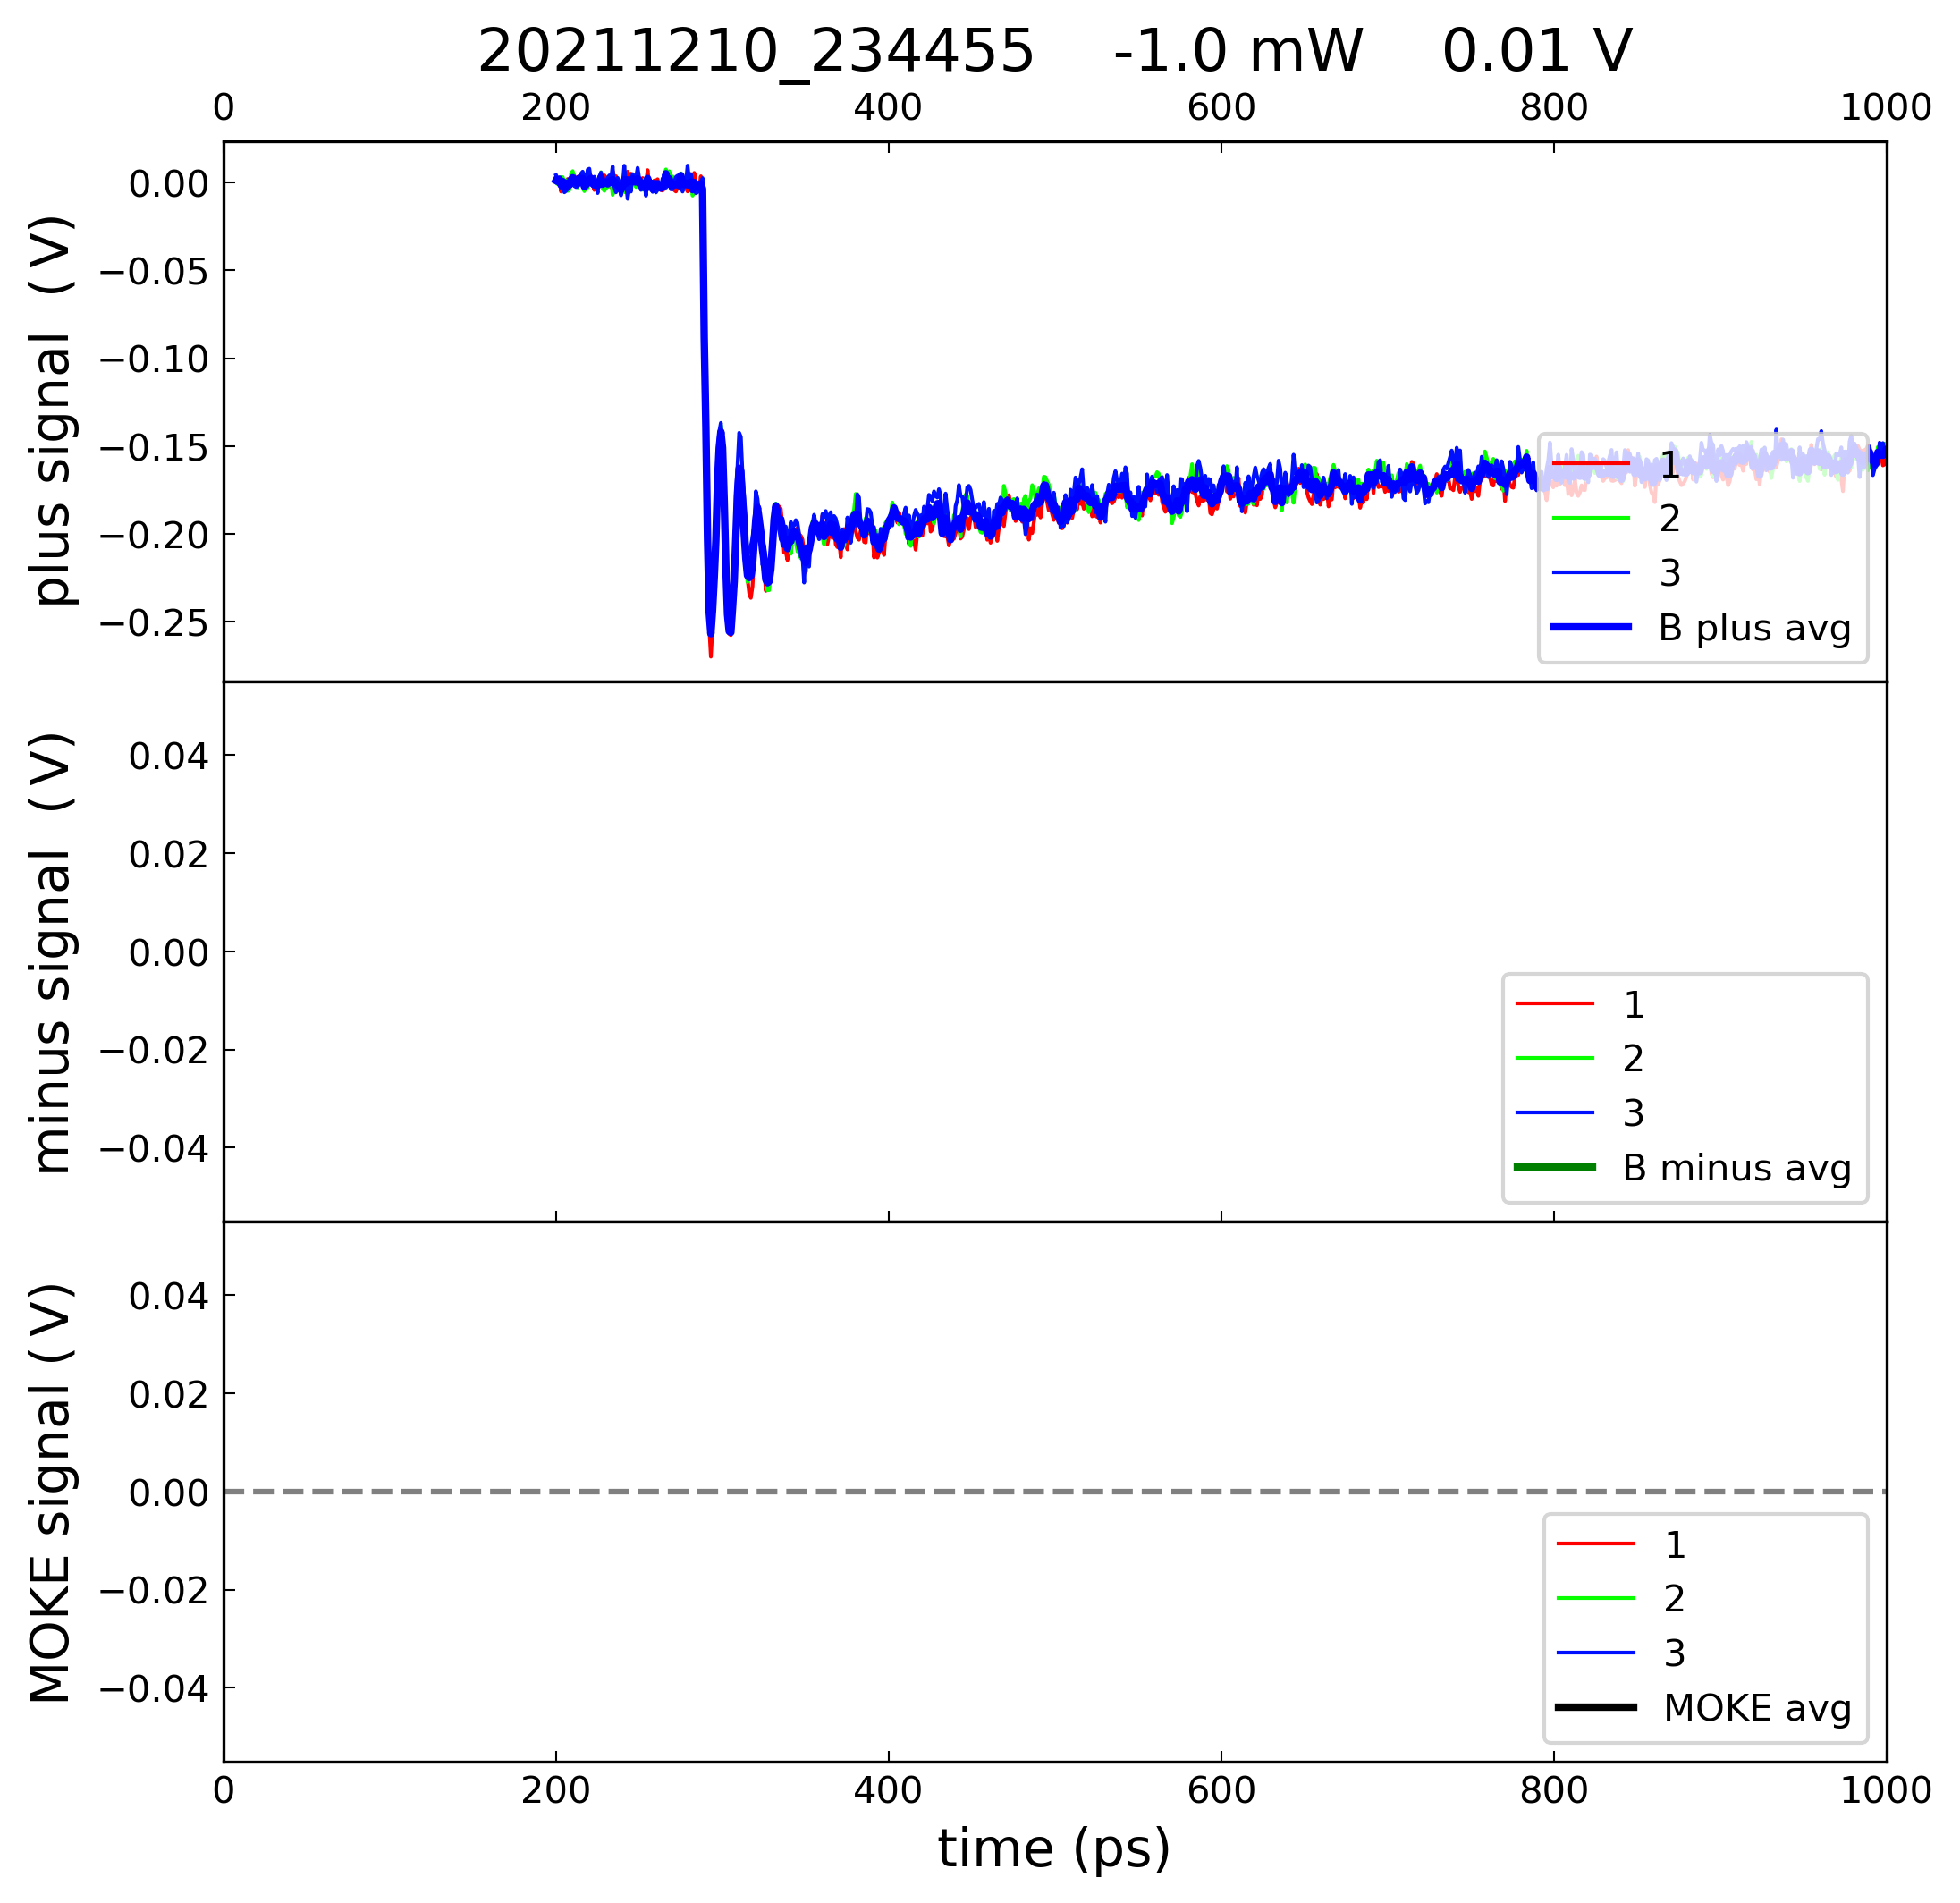 20211210_234455 -1.0 mW 0.01 V
0 200 400 600 800 1000
plus signal (V)
0.00
−0.05
−0.10
−0.15
−0.20
−0.25
1
2
3
B plus avg
minus signal (V)
0.04
0.02
0.00
−0.02
−0.04
1
2
3
B minus avg
MOKE signal (V)
0.04
0.02
0.00
−0.02
−0.04
1
2
3
MOKE avg
0 200 400 600 800 1000
time (ps)